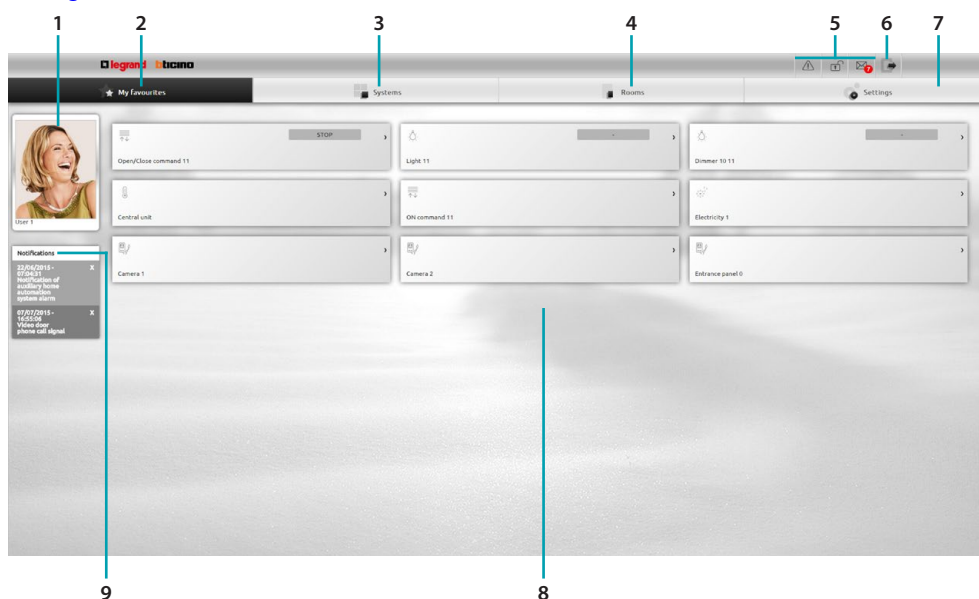 1 2 3 4 5 6 7
legrand bticino
7
My favourites Systems Rooms Settings
STOP - -
Open/Close command 11 Light 11 Dimmer 10 11
Central unit ON command 11 Electricity 1
User 1
Camera 1 Camera 2 Entrance panel 0
Notifications
22/06/2015 - X
07:04:31
Notification of
auxiliary home
automation
system alarm
07/07/2015 - X
16:55:06
Video door
phone call signal
9 8